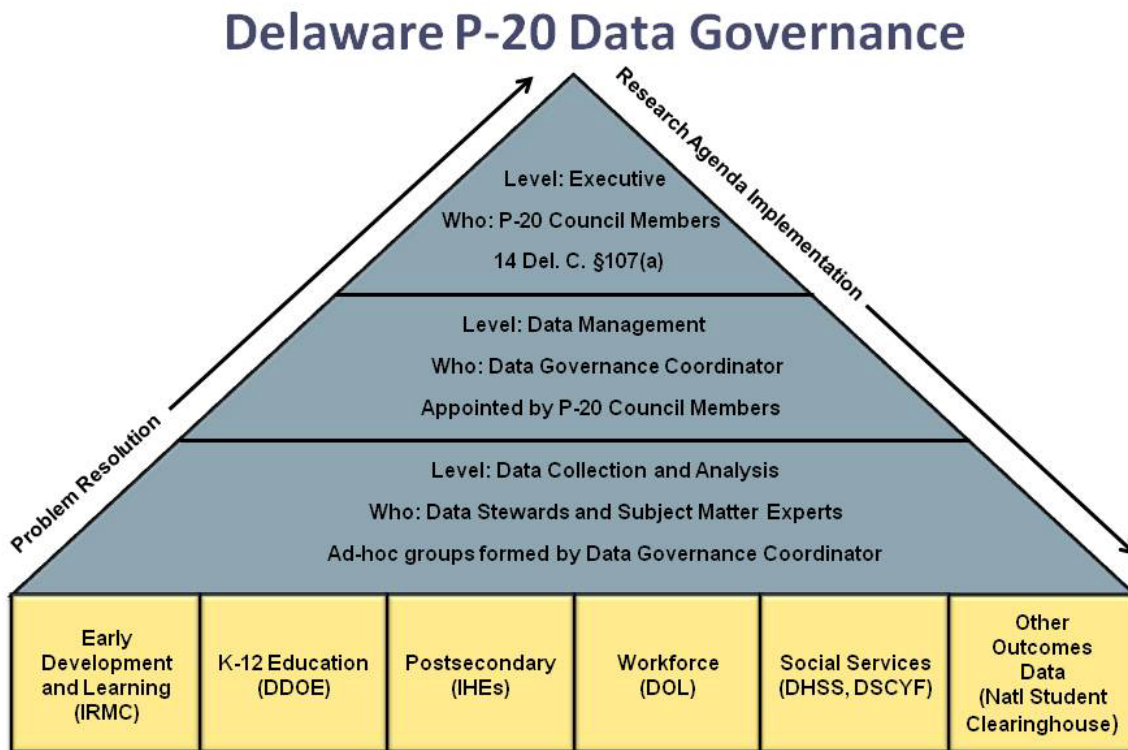 Delaware P-20 Data Governance
Problem Resolution
Research Agenda Implementation
Level: Executive
Who: P-20 Council Members
14 Del. C. §107(a)
Level: Data Management
Who: Data Governance Coordinator
Appointed by P-20 Council Members
Level: Data Collection and Analysis
Who: Data Stewards and Subject Matter Experts
Ad-hoc groups formed by Data Governance Coordinator
Early
Development
and Learning
(IRMC)
K-12 Education
(DDOE)
Postsecondary
(IHEs)
Workforce
(DOL)
Social Services
(DHSS, DSCYF)
Other
Outcomes
Data
(Natl Student
Clearinghouse)